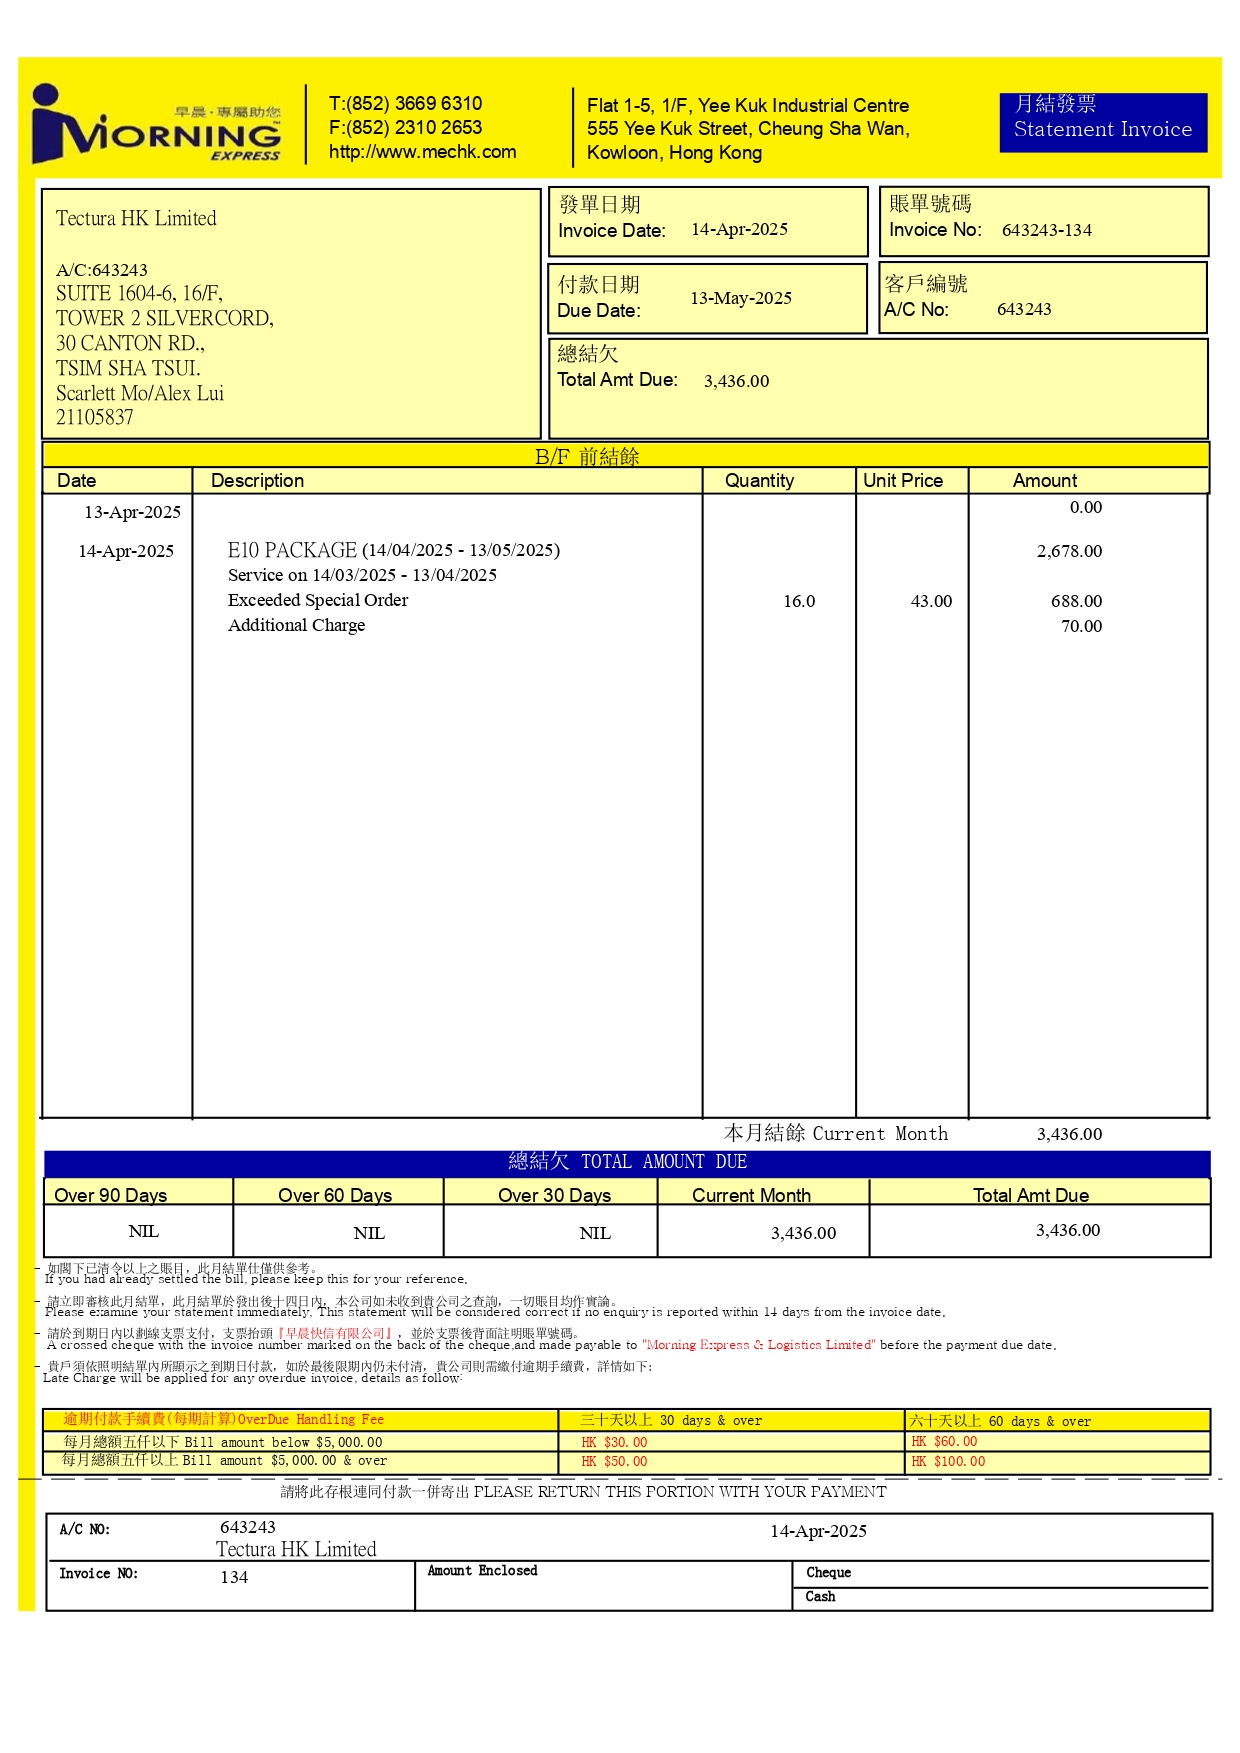 早晨·專屬助您
MORNING™
EXPRESS
T:(852) 3669 6310
F:(852) 2310 2653
http://www.mechk.com
Flat 1-5, 1/F, Yee Kuk Industrial Centre
555 Yee Kuk Street, Cheung Sha Wan,
Kowloon, Hong Kong
月結發票
Statement Invoice
Tectura HK Limited
A/C:643243
SUITE 1604-6, 16/F,
TOWER 2 SILVERCORD,
30 CANTON RD.,
TSIM SHA TSUI.
Scarlett Mo/Alex Lui
21105837
發單日期
Invoice Date: 14-Apr-2025
賬單號碼
Invoice No: 643243-134
付款日期
Due Date: 13-May-2025
客戶編號
A/C No: 643243
總結欠
Total Amt Due: 3,436.00
B/F 前結餘
Date Description Quantity Unit Price Amount
13-Apr-2025 0.00
14-Apr-2025 E10 PACKAGE (14/04/2025 - 13/05/2025) 2,678.00
Service on 14/03/2025 - 13/04/2025
Exceeded Special Order 16.0 43.00 688.00
Additional Charge 70.00
本月結餘 Current Month 3,436.00
總結欠 TOTAL AMOUNT DUE
Over 90 Days Over 60 Days Over 30 Days Current Month Total Amt Due
NIL NIL NIL 3,436.00 3,436.00
- 如閣下已清令以上之賬目，此月結單仕僅供參考。
If you had already settled the bill, please keep this for your reference.
- 請立即審核此月結單，此月結單於發出後十四日內，本公司如未收到貴公司之查詢，一切賬目均作實論。
Please examine your statement immediately. This statement will be considered correct if no enquiry is reported within 14 days from the invoice date.
- 請於到期日內以劃線支票支付，支票抬頭『早晨快信有限公司』，並於支票後背面註明賬單號碼。
A crossed cheque with the invoice number marked on the back of the cheque,and made payable to "Morning Express & Logistics Limited" before the payment due date.
- 貴戶須依照明結單內所顯示之到期日付款，如於最後限期內仍未付清，貴公司則需繳付逾期手續費，詳情如下:
Late Charge will be applied for any overdue invoice, details as follow:
逾期付款手續費(每期計算)OverDue Handling Fee 三十天以上 30 days & over 六十天以上 60 days & over
每月總額五仟以下 Bill amount below $5,000.00 HK $30.00 HK $60.00
每月總額五仟以上 Bill amount $5,000.00 & over HK $50.00 HK $100.00
請將此存根連同付款一併寄出 PLEASE RETURN THIS PORTION WITH YOUR PAYMENT
A/C NO: 643243 14-Apr-2025
Tectura HK Limited
Invoice NO: 134 Amount Enclosed Cheque
Cash